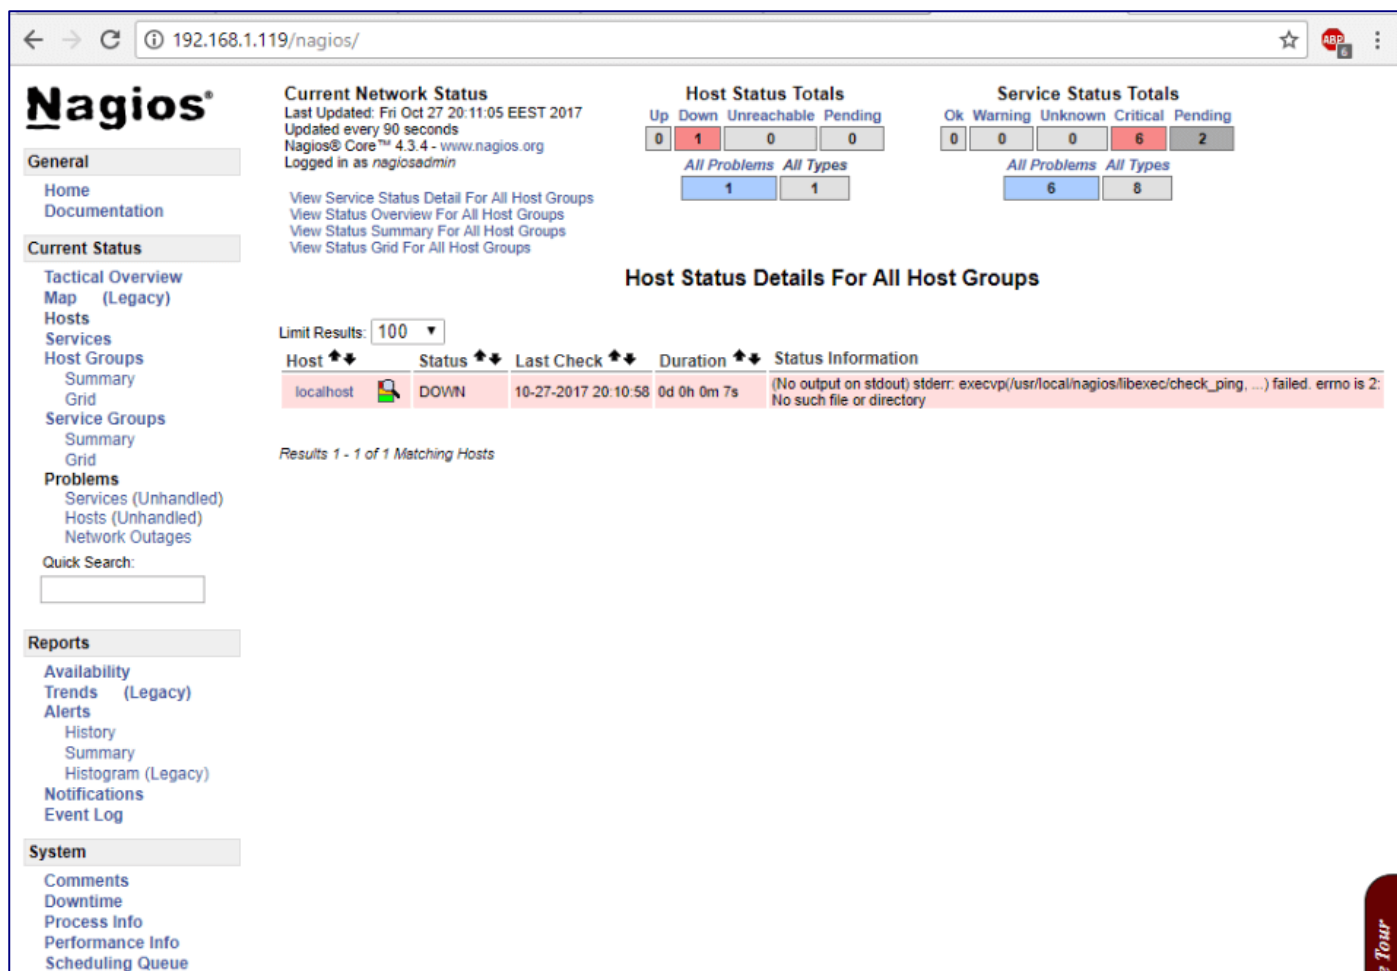 192.168.1.119/nagios/
ABP
6
Nagios®
General
Home
Documentation
Current Status
Tactical Overview
Map (Legacy)
Hosts
Services
Host Groups
Summary
Grid
Service Groups
Summary
Grid
Problems
Services (Unhandled)
Hosts (Unhandled)
Network Outages
Quick Search:
Reports
Availability
Trends (Legacy)
Alerts
History
Summary
Histogram (Legacy)
Notifications
Event Log
System
Comments
Downtime
Process Info
Performance Info
Scheduling Queue
Current Network Status
Last Updated: Fri Oct 27 20:11:05 EEST 2017
Updated every 90 seconds
Nagios® Core™ 4.3.4 - www.nagios.org
Logged in as nagiosadmin
View Service Status Detail For All Host Groups
View Status Overview For All Host Groups
View Status Summary For All Host Groups
View Status Grid For All Host Groups
Host Status Totals
Up Down Unreachable Pending
0 1 0 0
All Problems All Types
1 1
Service Status Totals
Ok Warning Unknown Critical Pending
0 0 0 6 2
All Problems All Types
6 8
Host Status Details For All Host Groups
Limit Results: 100
Host Status Last Check Duration Status Information
localhost DOWN 10-27-2017 20:10:58 0d 0h 0m 7s (No output on stdout) stderr: execvp(/usr/local/nagios/libexec/check_ping, ...) failed. errno is 2:
No such file or directory
Results 1 - 1 of 1 Matching Hosts
Tour